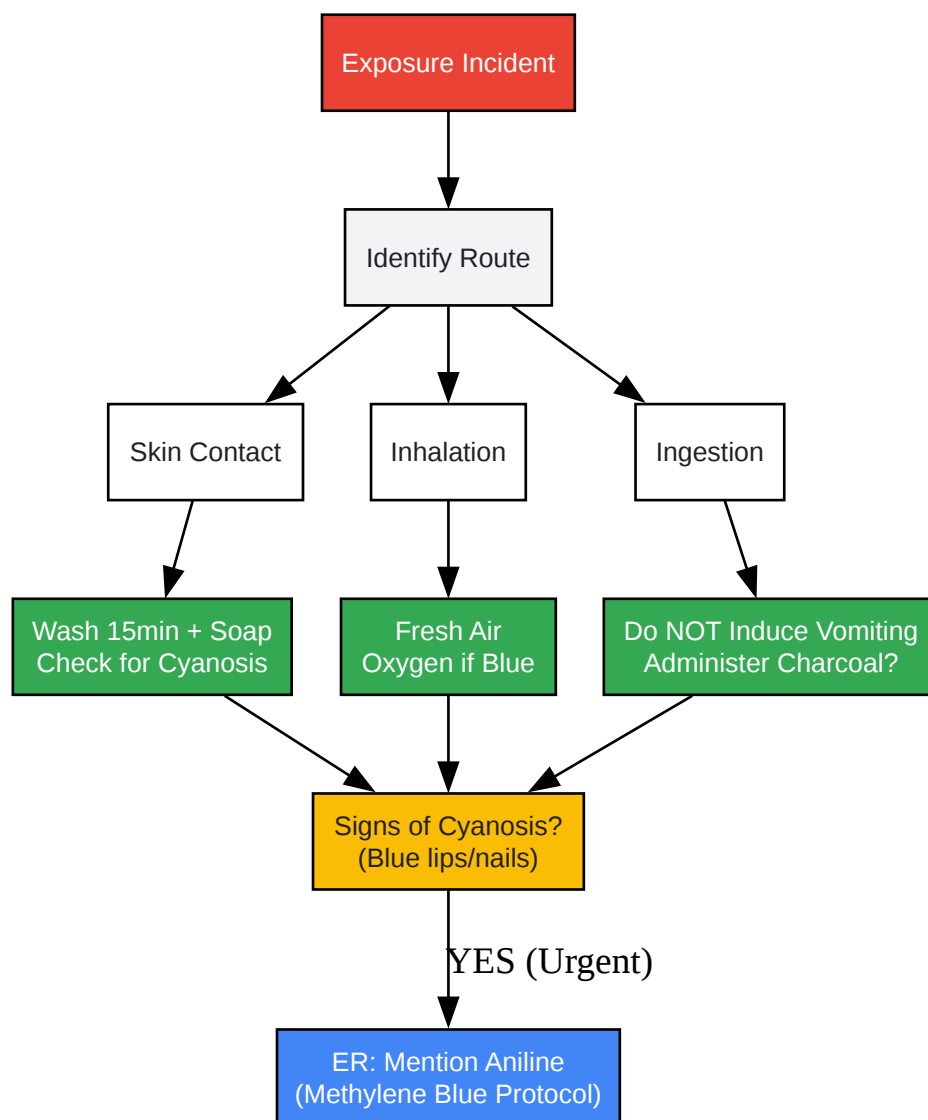 Exposure Incident
Identify Route
Skin Contact
Inhalation
Ingestion
Wash 15min + Soap
Check for Cyanosis
Fresh Air
Oxygen if Blue
Do NOT Induce Vomiting
Administer Charcoal?
Signs of Cyanosis?
(Blue lips/nails)
YES (Urgent)
ER: Mention Aniline
(Methylene Blue Protocol)